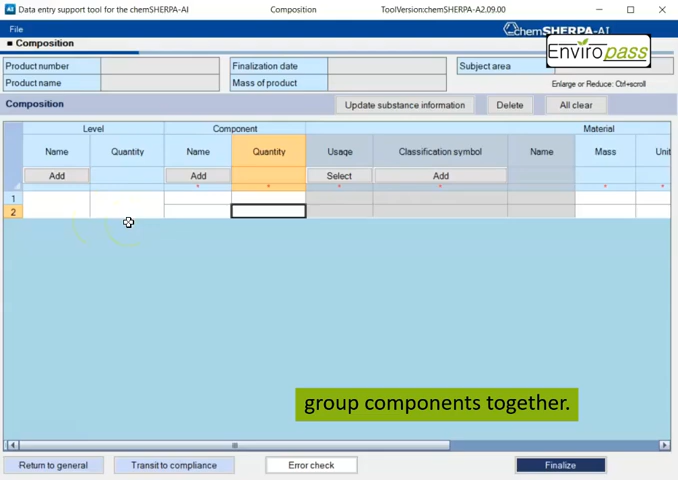 Data entry support tool for the chemSHERPA-AI Composition ToolVersion:chemSHERPA-A2.09.00
File
chemSHERPA-AI
Enviropass
■ Composition
Product number Finalization date Subject area
Product name Mass of product Enlarge or Reduce: Ctrl+scroll
Composition Update substance information Delete All clear
Level Component Material
Name Quantity Name Quantity Usage Classification symbol Name Mass Unit
Add Add Select Add
* * * * * *
1
2
group components together.
Return to general Transit to compliance Error check Finalize